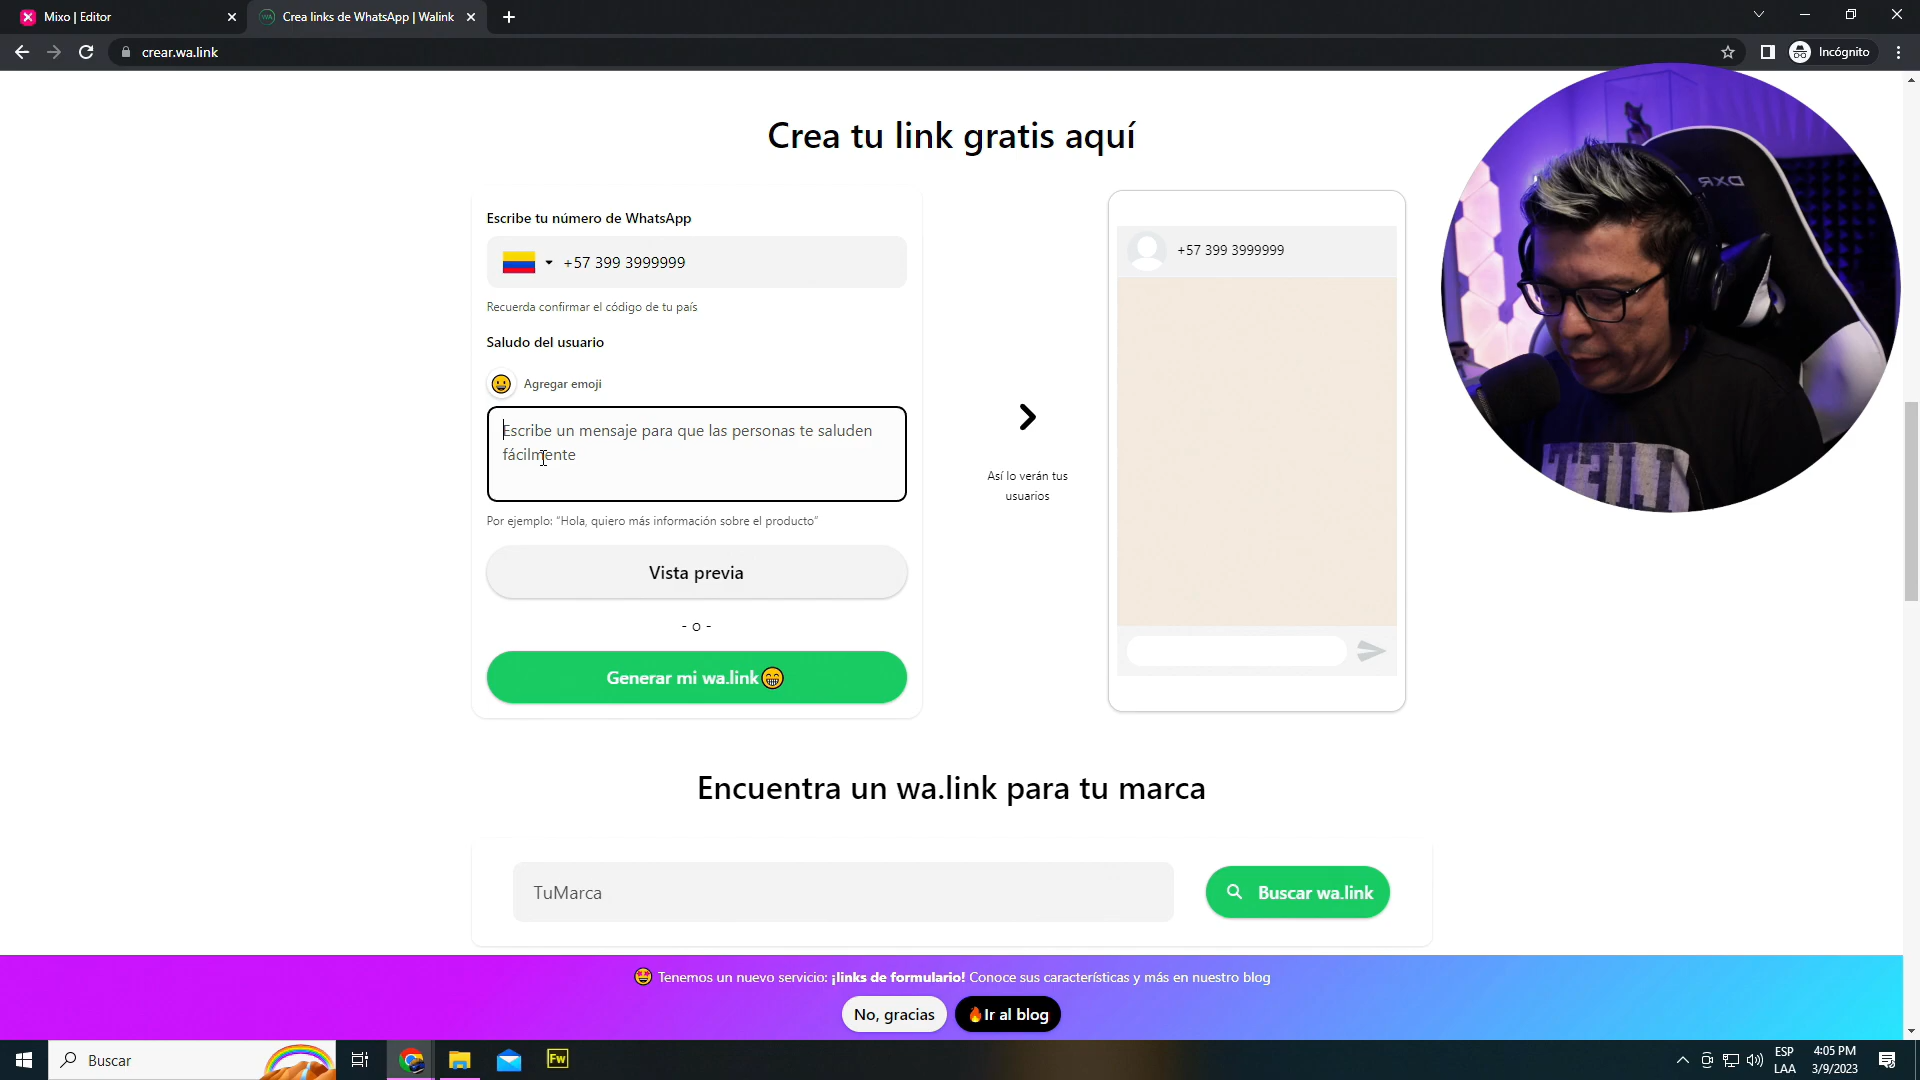 Mixo | Editor
Crea links de WhatsApp | Walink
crear.wa.link
Incógnito
Crea tu link gratis aquí
Escribe tu número de WhatsApp
+57 399 3999999
Recuerda confirmar el código de tu país
Saludo del usuario
Agregar emoji
Escribe un mensaje para que las personas te saluden
fácilmente
Por ejemplo: “Hola, quiero más información sobre el producto”
Vista previa
- o -
Generar mi wa.link
Así lo verán tus
usuarios
+57 399 3999999
DXR
Encuentra un wa.link para tu marca
TuMarca
Buscar wa.link
Tenemos un nuevo servicio: ¡links de formulario! Conoce sus características y más en nuestro blog
No, gracias
Ir al blog
Buscar
Fw
ESP
LAA
4:05 PM
3/9/2023